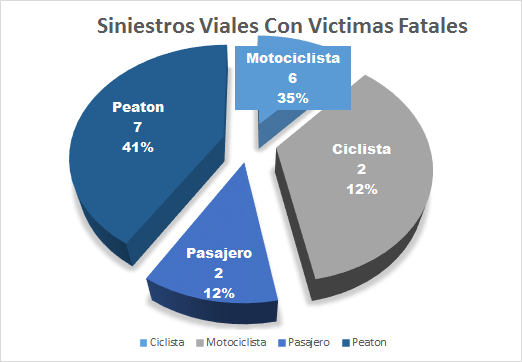 Siniestros Viales Con Victimas Fatales
Motociclista
6
35%
Peaton
7
41%
Ciclista
2
12%
Pasajero
2
12%
Ciclista Motociclista Pasajero Peaton